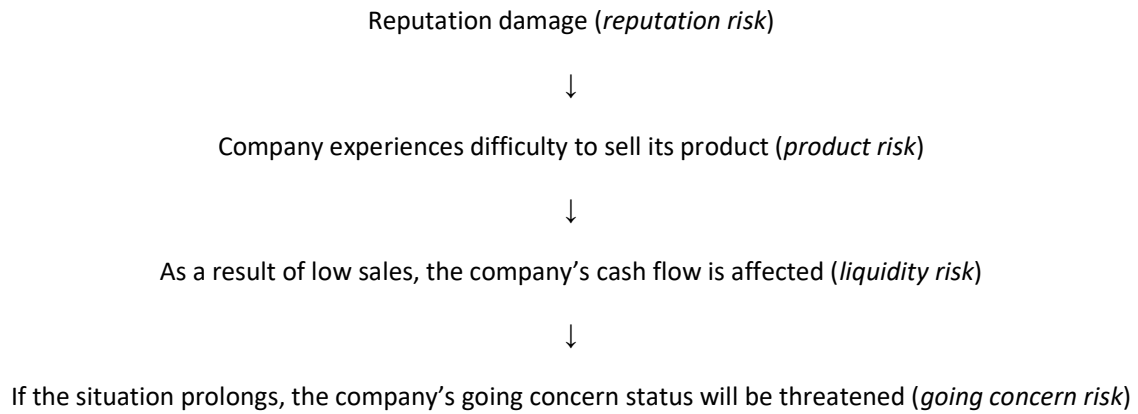 Reputation damage (reputation risk)
↓
Company experiences difficulty to sell its product (product risk)
↓
As a result of low sales, the company’s cash flow is affected (liquidity risk)
↓
If the situation prolongs, the company’s going concern status will be threatened (going concern risk)